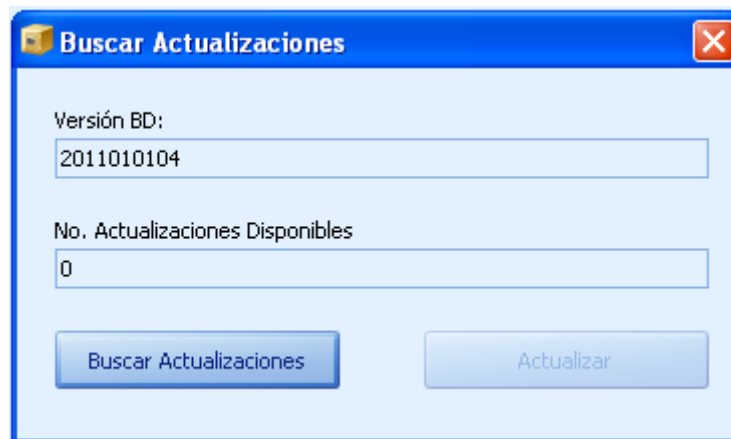 Buscar Actualizaciones
Versión BD:
2011010104
No. Actualizaciones Disponibles
0
Buscar Actualizaciones
Actualizar